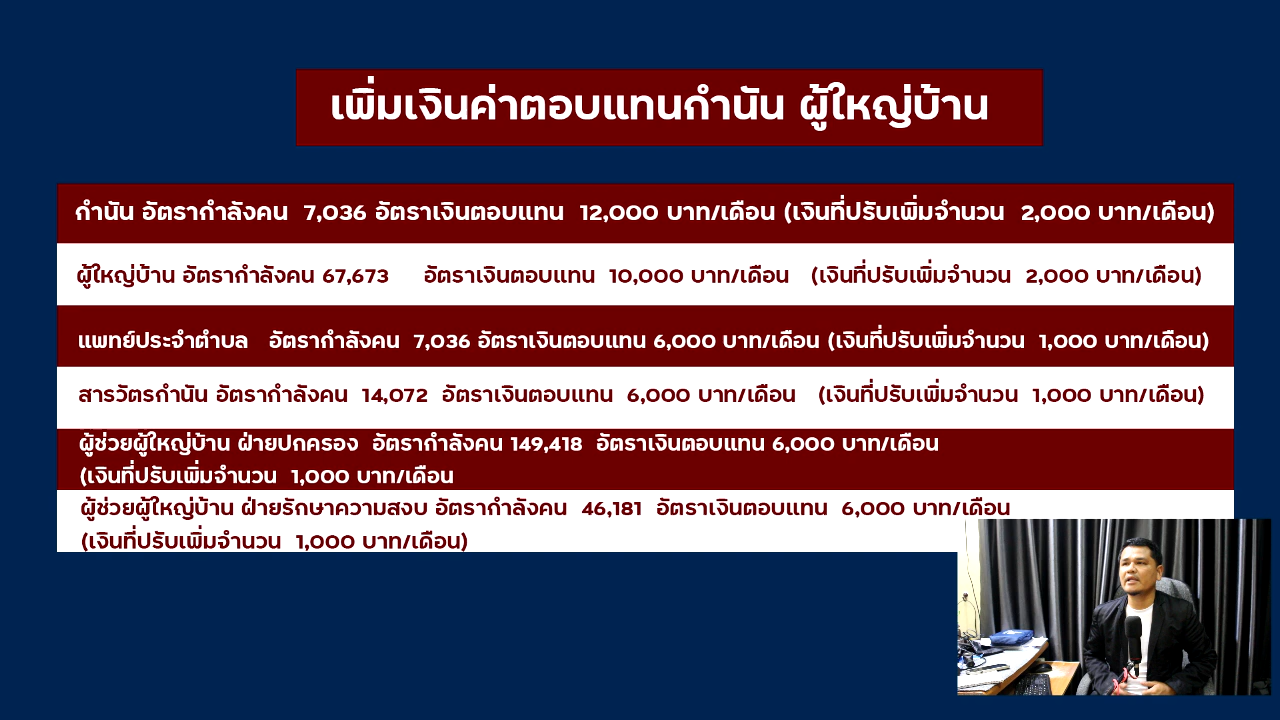 เพิ่มเงินค่าตอบแทนกำนัน ผู้ใหญ่บ้าน
กำนัน อัตรากำลังคน 7,036 อัตราเงินตอบแทน 12,000 บาท/เดือน (เงินที่ปรับเพิ่มจำนวน 2,000 บาท/เดือน)
ผู้ใหญ่บ้าน อัตรากำลังคน 67,673 อัตราเงินตอบแทน 10,000 บาท/เดือน (เงินที่ปรับเพิ่มจำนวน 2,000 บาท/เดือน)
แพทย์ประจำตำบล อัตรากำลังคน 7,036 อัตราเงินตอบแทน 6,000 บาท/เดือน (เงินที่ปรับเพิ่มจำนวน 1,000 บาท/เดือน)
สารวัตรกำนัน อัตรากำลังคน 14,072 อัตราเงินตอบแทน 6,000 บาท/เดือน (เงินที่ปรับเพิ่มจำนวน 1,000 บาท/เดือน)
ผู้ช่วยผู้ใหญ่บ้าน ฝ่ายปกครอง อัตรากำลังคน 149,418 อัตราเงินตอบแทน 6,000 บาท/เดือน
(เงินที่ปรับเพิ่มจำนวน 1,000 บาท/เดือน
ผู้ช่วยผู้ใหญ่บ้าน ฝ่ายรักษาความสงบ อัตรากำลังคน 46,181 อัตราเงินตอบแทน 6,000 บาท/เดือน
(เงินที่ปรับเพิ่มจำนวน 1,000 บาท/เดือน)